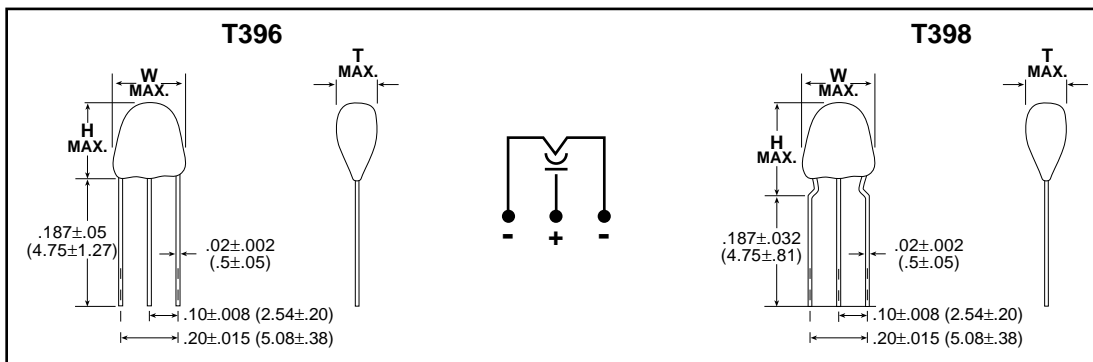 T396
T
MAX.
W
MAX.
H
MAX.
.187±.05
(4.75±1.27)
.02±.002
(.5±.05)
.10±.008 (2.54±.20)
.20±.015 (5.08±.38)
- + -
T398
T
MAX.
W
MAX.
H
MAX.
.187±.032
(4.75±.81)
.02±.002
(.5±.05)
.10±.008 (2.54±.20)
.20±.015 (5.08±.38)